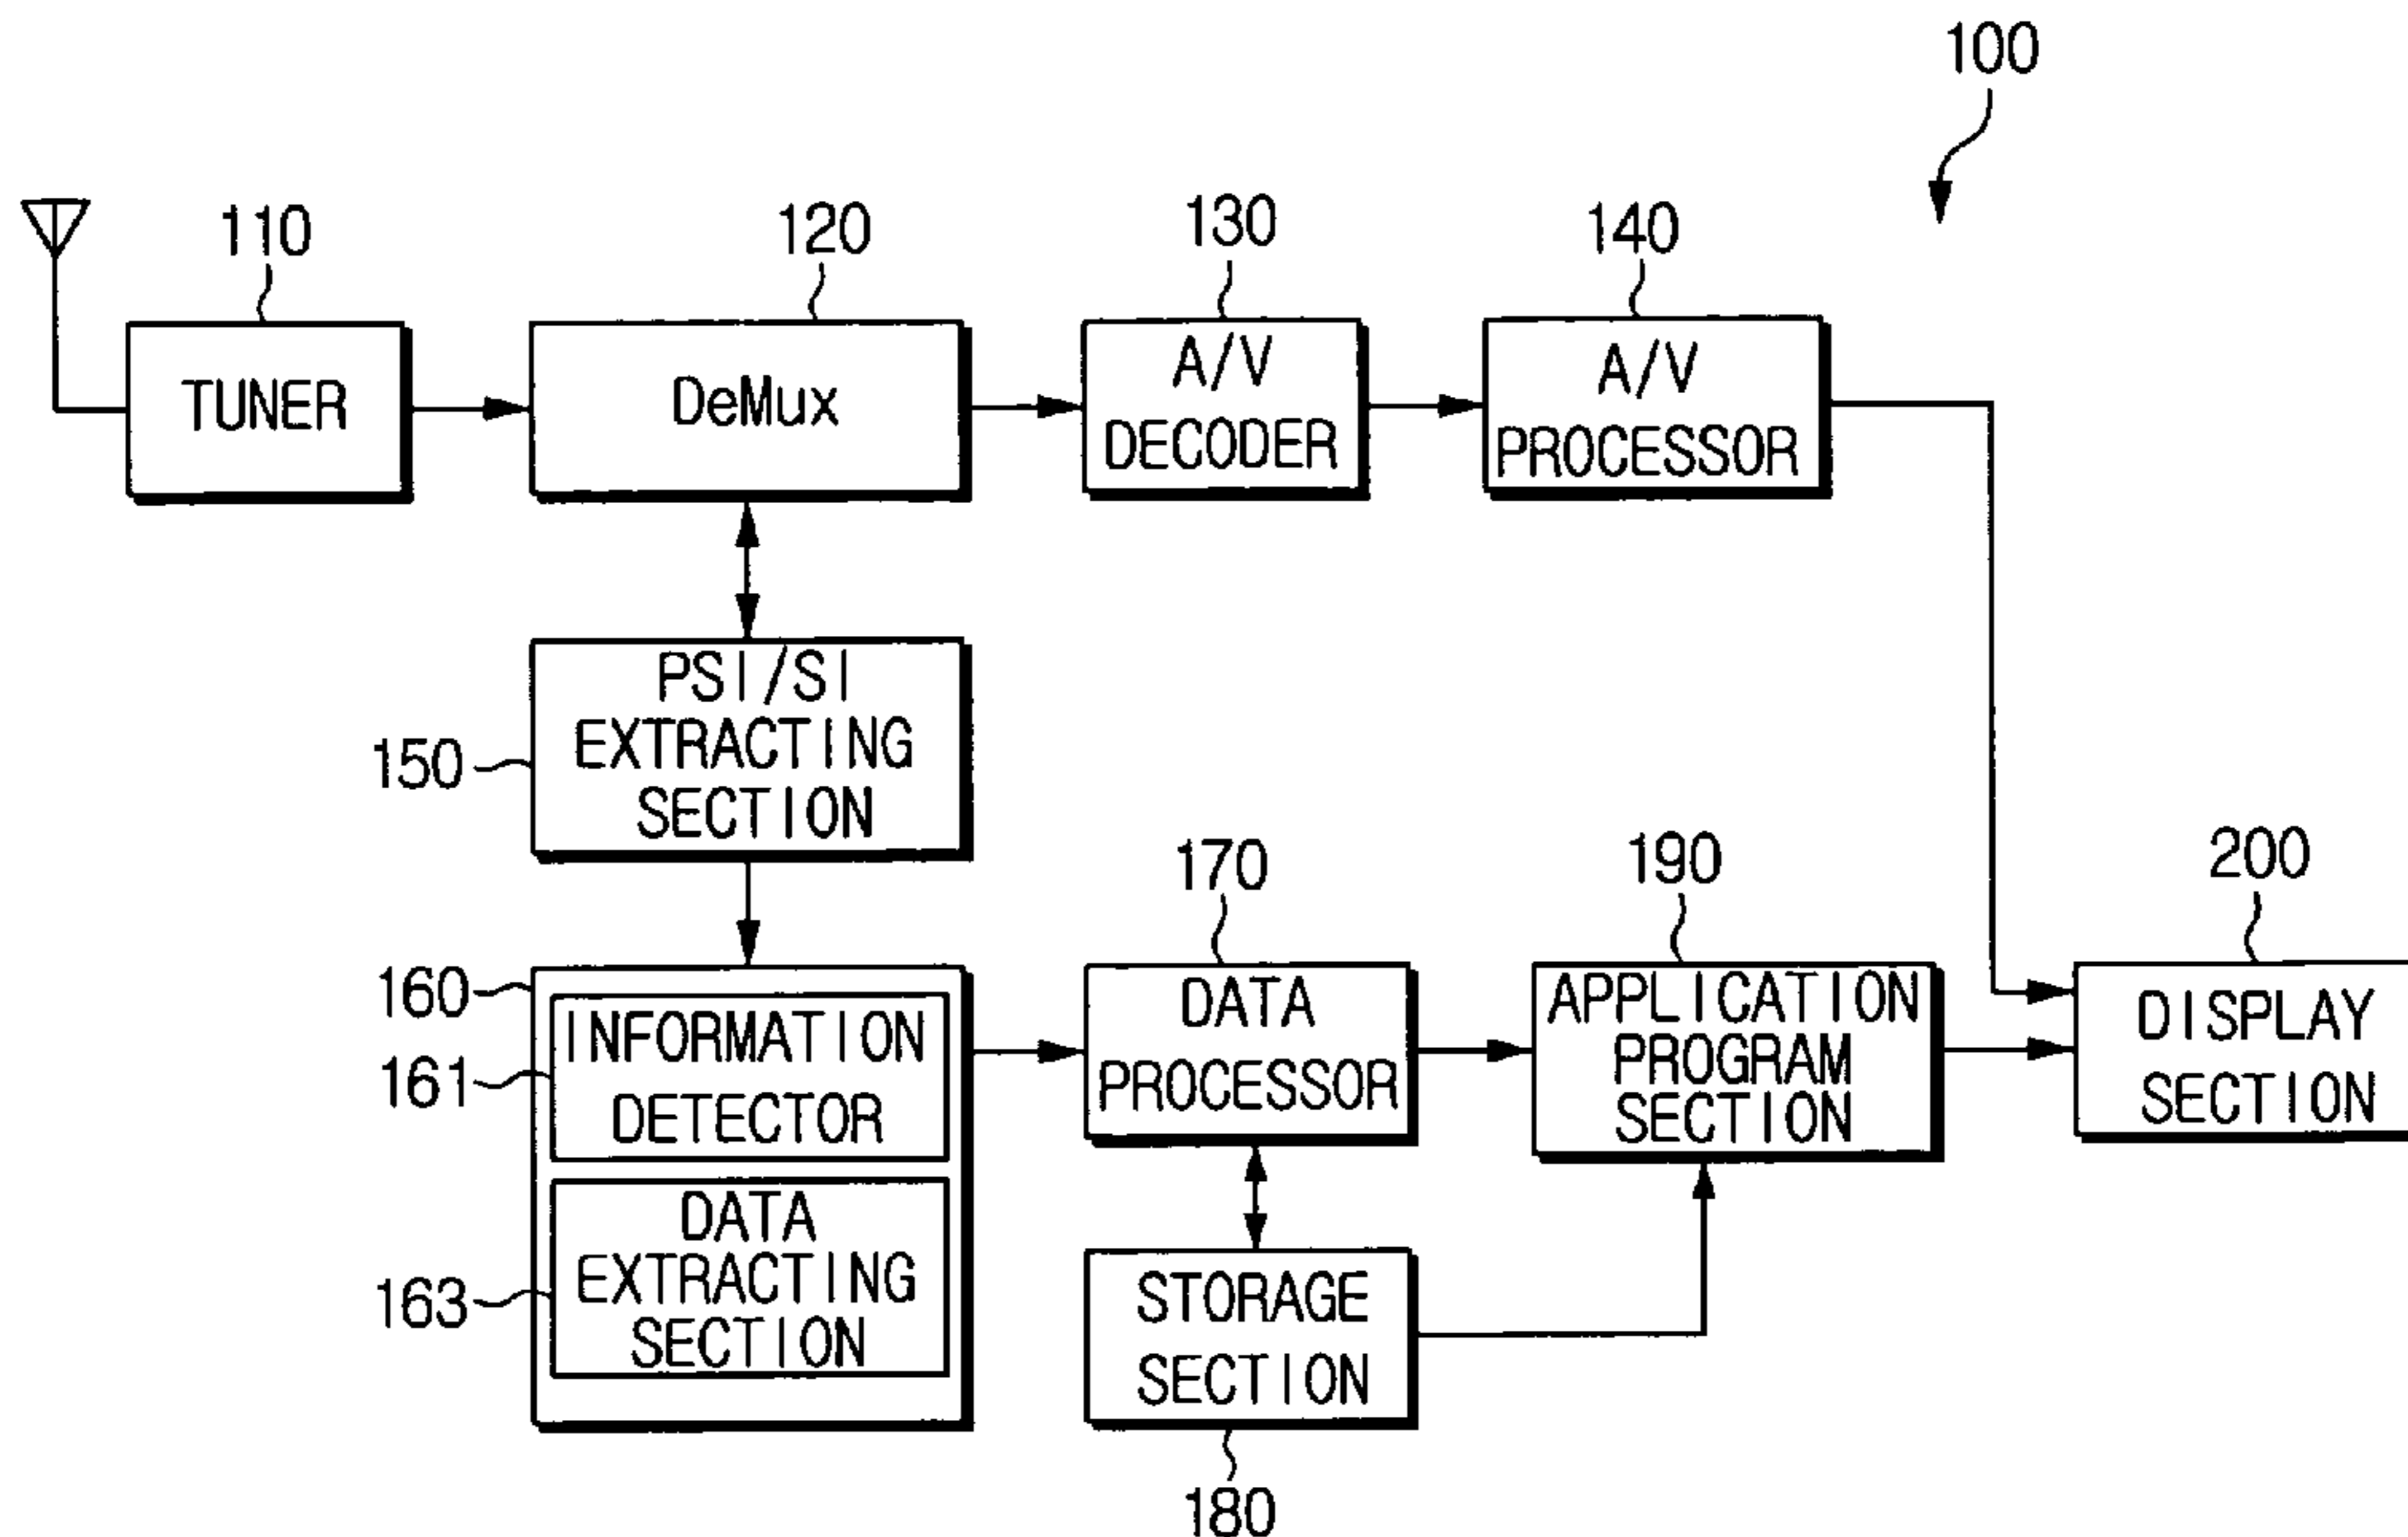 100
110
120
130
140
TUNER
DeMux
A/V
DECODER
A/V
PROCESSOR
150
PSI/SI
EXTRACTING
SECTION
160
161
INFORMATION
DETECTOR
163
DATA
EXTRACTING
SECTION
170
DATA
PROCESSOR
190
APPLICATION
PROGRAM
SECTION
200
DISPLAY
SECTION
STORAGE
SECTION
180